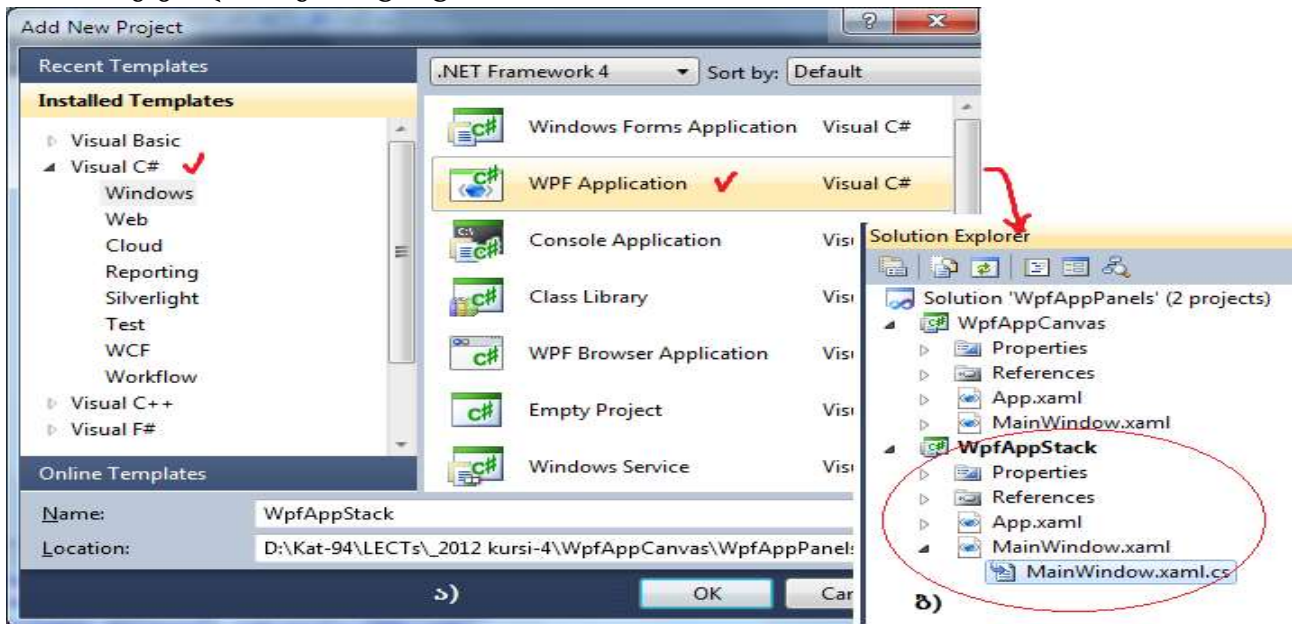 Add New Project
Recent Templates
Installed Templates
Visual Basic
Visual C#
Windows
Web
Cloud
Reporting
Silverlight
Test
WCF
Workflow
Visual C++
Visual F#
Online Templates
.NET Framework 4 Sort by: Default
Windows Forms Application Visual C#
WPF Application Visual C#
Console Application
Class Library
WPF Browser Application
Empty Project
Windows Service
Name: WpfAppStack
Location: D:\Kat-94\LECTs\_2012 kursi-4\WpfAppCanvas\WpfAppPanels
ა) OK
Solution Explorer
Solution 'WpfAppPanels' (2 projects)
WpfAppCanvas
Properties
References
App.xaml
MainWindow.xaml
WpfAppStack
Properties
References
App.xaml
MainWindow.xaml
MainWindow.xaml.cs
ბ)